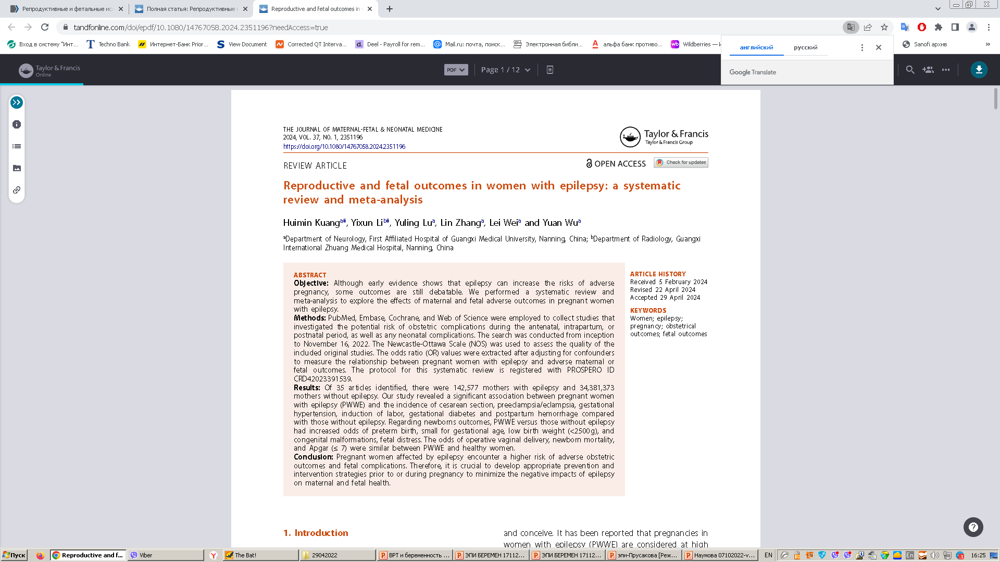 Репродуктивные и фетальные ис
Полная статья: Репродуктивные
Reproductive and fetal outcomes in
tandfonline.com/doi/epdf/10.1080/14767058.2024.2351196?needAccess=true
Вход в систему "Инт...
Techno Bank
Интернет-Банк Prior...
View Document
Corrected QT Interva...
Deel - Payroll for rem...
Mail.ru: почта, поиск...
Электронная библи...
альфа банк противо...
Wildberries —
Sanofi архив
»
английский
русский
Google Translate
Taylor & Francis
Online
PDF
Page 1 / 12
THE JOURNAL OF MATERNAL-FETAL & NEONATAL MEDICINE
2024, VOL. 37, NO. 1, 2351196
https://doi.org/10.1080/14767058.2024.2351196
Taylor & Francis
Taylor & Francis Group
REVIEW ARTICLE
OPEN ACCESS
Check for updates
Reproductive and fetal outcomes in women with epilepsy: a systematic
review and meta-analysis
Huimin Kuangª#, Yixun Liᵇ#, Yuling Luª, Lin Zhangª, Lei Weiª and Yuan Wuª
ªDepartment of Neurology, First Affiliated Hospital of Guangxi Medical University, Nanning, China; ᵇDepartment of Radiology, Guangxi
International Zhuang Medical Hospital, Nanning, China
ABSTRACT
Objective: Although early evidence shows that epilepsy can increase the risks of adverse
pregnancy, some outcomes are still debatable. We performed a systematic review and
meta-analysis to explore the effects of maternal and fetal adverse outcomes in pregnant women
with epilepsy.
Methods: PubMed, Embase, Cochrane, and Web of Science were employed to collect studies that
investigated the potential risk of obstetric complications during the antenatal, intrapartum, or
postnatal period, as well as any neonatal complications. The search was conducted from inception
to November 16, 2022. The Newcastle-Ottawa Scale (NOS) was used to assess the quality of the
included original studies. The odds ratio (OR) values were extracted after adjusting for confounders
to measure the relationship between pregnant women with epilepsy and adverse maternal or
fetal outcomes. The protocol for this systematic review is registered with PROSPERO ID
CRD42023391539.
Results: Of 35 articles identified, there were 142,577 mothers with epilepsy and 34,381,373
mothers without epilepsy. Our study revealed a significant association between pregnant women
with epilepsy (PWWE) and the incidence of cesarean section, preeclampsia/eclampsia, gestational
hypertension, induction of labor, gestational diabetes and postpartum hemorrhage compared
with those without epilepsy. Regarding newborns outcomes, PWWE versus those without epilepsy
had increased odds of preterm birth, small for gestational age, low birth weight (<2500g), and
congenital malformations, fetal distress. The odds of operative vaginal delivery, newborn mortality,
and Apgar (≤ 7) were similar between PWWE and healthy women.
Conclusion: Pregnant women affected by epilepsy encounter a higher risk of adverse obstetric
outcomes and fetal complications. Therefore, it is crucial to develop appropriate prevention and
intervention strategies prior to or during pregnancy to minimize the negative impacts of epilepsy
on maternal and fetal health.
ARTICLE HISTORY
Received 5 February 2024
Revised 22 April 2024
Accepted 29 April 2024
KEYWORDS
Women; epilepsy;
pregnancy; obstetrical
outcomes; fetal outcomes
1. Introduction
and conceive. It has been reported that pregnancies in
women with epilepsy (PWWE) are considered at high
Пуск
Reproductive and f...
Viber
The Bat!
29042022
ВРТ и беременность ...
ЭПИ БЕРЕМЕН 17112...
ЭПИ БЕРЕМЕН 17112...
эпи-Прусакова [Реж...
Наумова 07102022-v...
EN
En
16:25